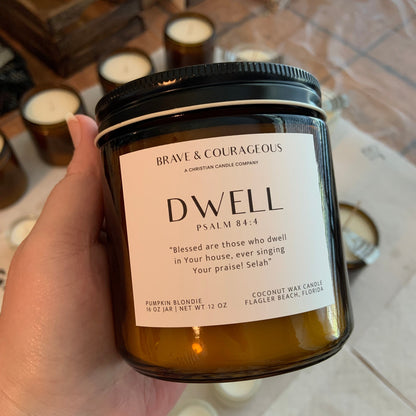 BRAVE & COURAGEOUS
A CHRISTIAN CANDLE COMPANY
DWELL
PSALM 84:4
"Blessed are those who dwell
in Your house, ever singing
Your praise! Selah"
PUMPKIN BLONDIE
16 OZ JAR | NET W 12 OZ
COCONUT WAX CANDLE
FLAGLER BEACH, FLORIDA